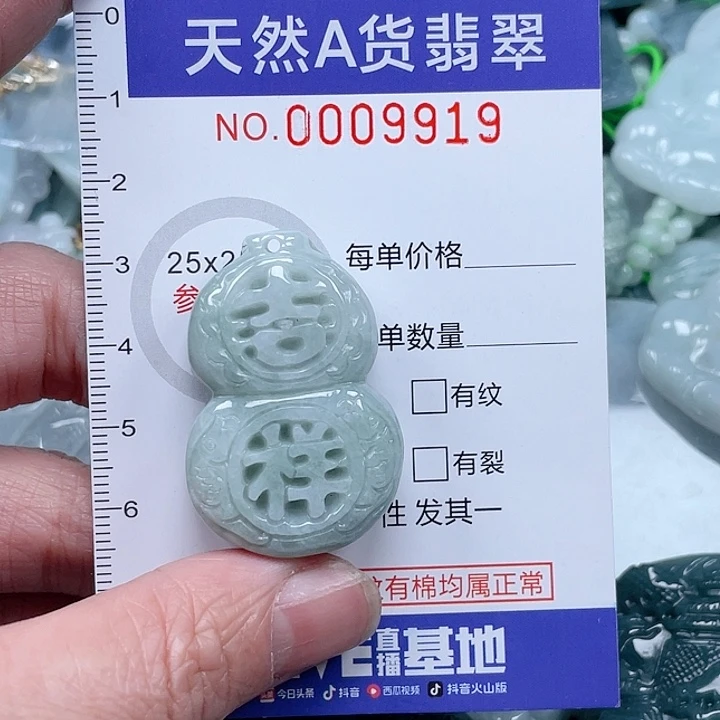 天然A货翡翠
NO.0009919
0
1
2
3
4
5
6
25x2
每单价格
参
单数量
有纹
有裂
性 发其一
有棉均属正常
吉
祥
VE直播基地
今日头条 抖音 西瓜视频 抖音火山版